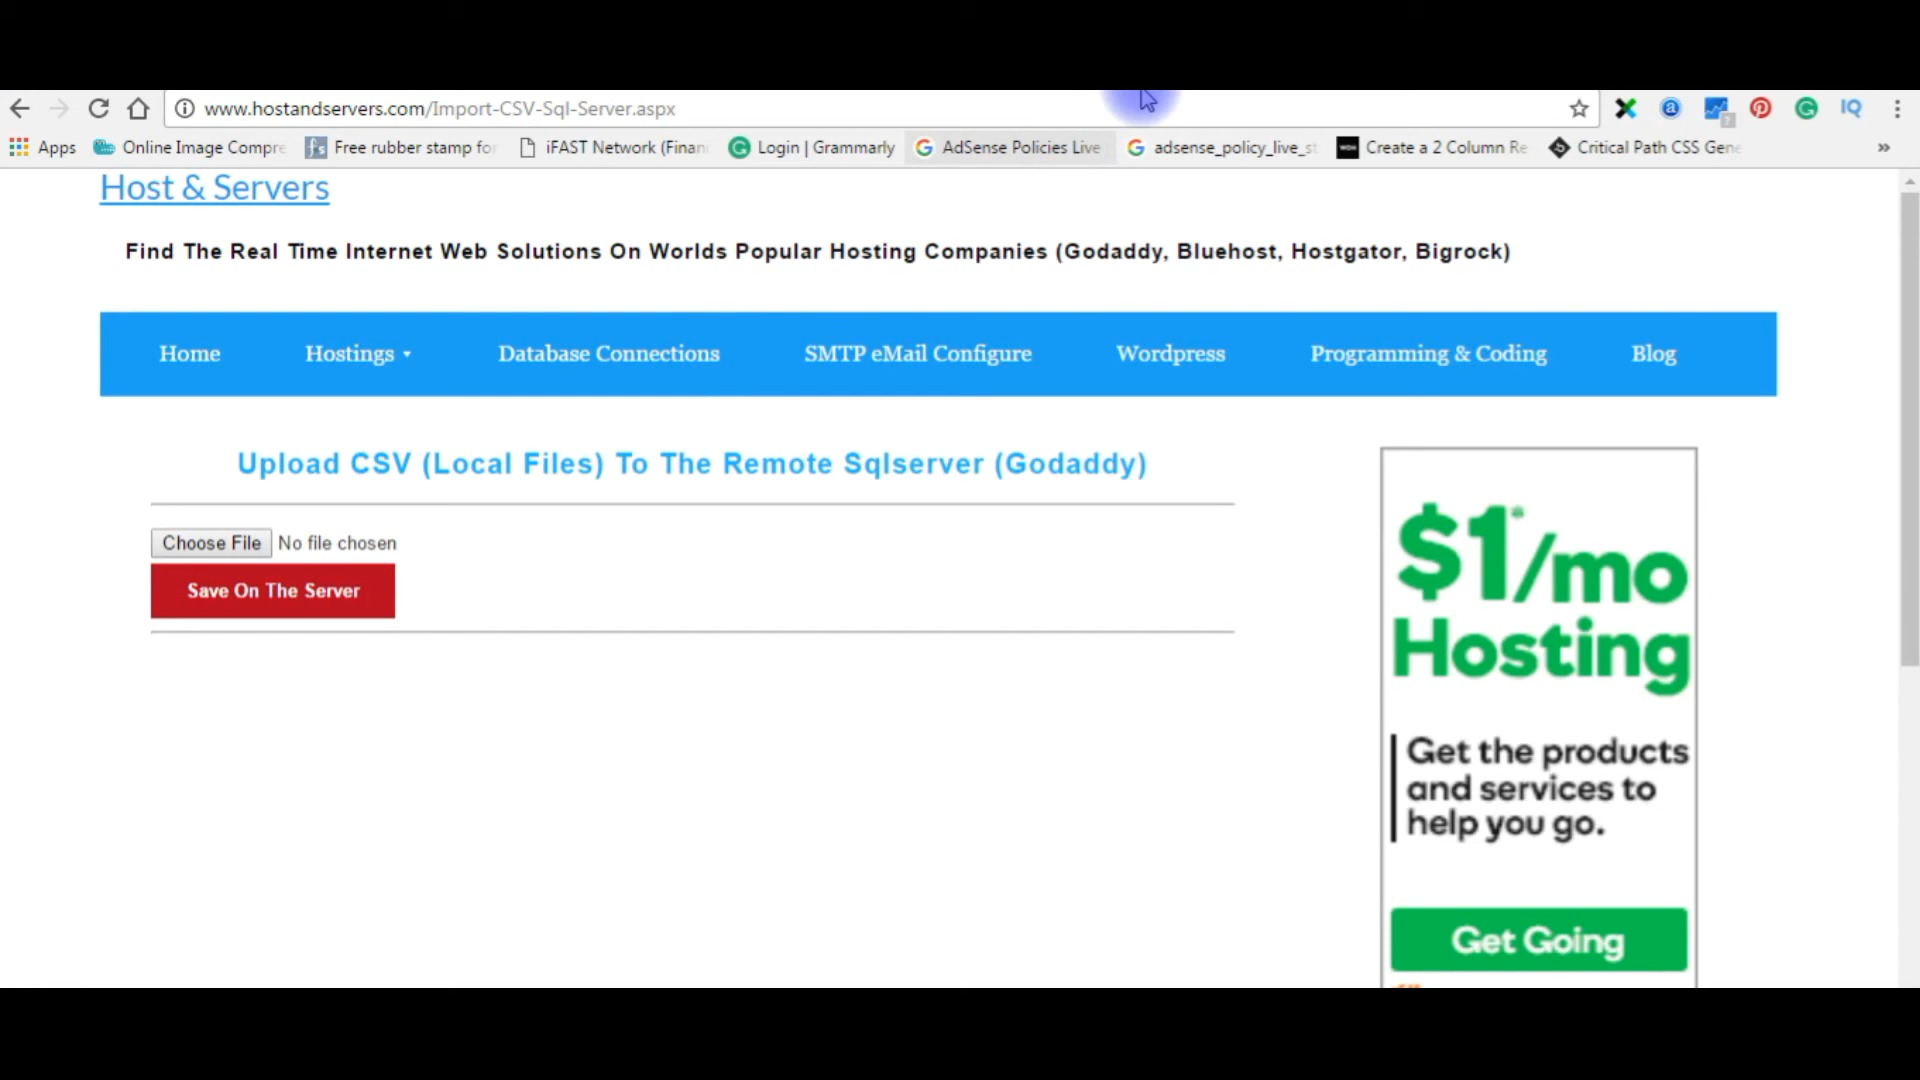 www.hostandservers.com/Import-CSV-Sql-Server.aspx
Apps Online Image Compre Free rubber stamp for iFAST Network (Finan Login | Grammarly AdSense Policies Live adsense_policy_live_st Create a 2 Column Re Critical Path CSS Gene »
Host & Servers
Find The Real Time Internet Web Solutions On Worlds Popular Hosting Companies (Godaddy, Bluehost, Hostgator, Bigrock)
Home Hostings Database Connections SMTP eMail Configure Wordpress Programming & Coding Blog
Upload CSV (Local Files) To The Remote Sqlserver (Godaddy)
Choose File No file chosen
Save On The Server
$1*/mo
Hosting
Get the products
and services to
help you go.
Get Going